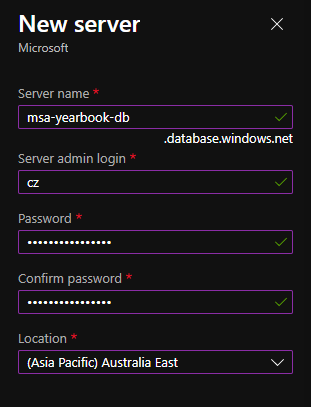 New server
Microsoft
Server name *
msa-yearbook-db
.database.windows.net
Server admin login *
cz
Password *
••••••••••••••••
Confirm password *
••••••••••••••••
Location *
(Asia Pacific) Australia East